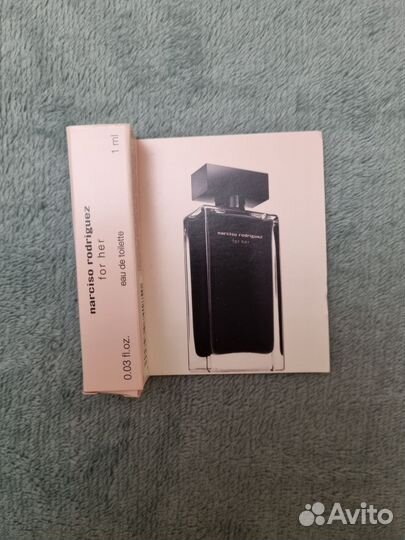 narciso rodriguez
for her
eau de toilette
1 ml
0.03 fl.oz.
narciso rodriguez
for her
Avito